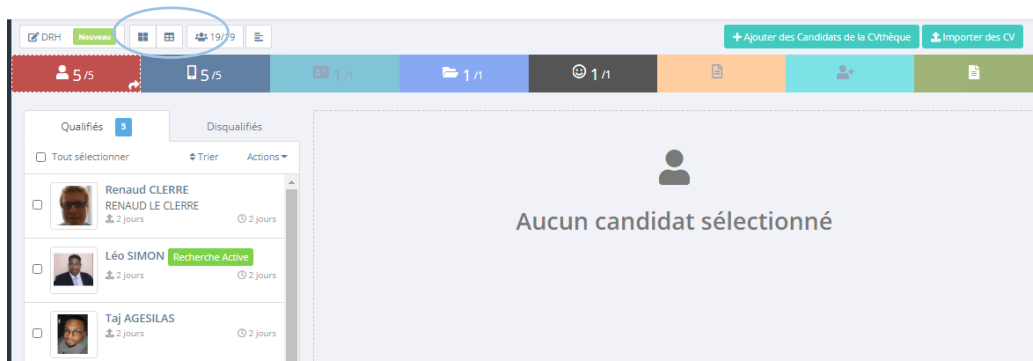 DRH Nouveau 19/19
+ Ajouter des Candidats de la CVthèque Importer des CV
5 /5 5 /5 1 /1 1 /1 1 /1
Qualifiés 5 Disqualifiés
Tout sélectionner Trier Actions
Renaud CLERRE
RENAUD LE CLERRE
2 jours 2 jours
Léo SIMON Recherche Active
2 jours 2 jours
Taj AGESILAS
2 jours 2 jours
Aucun candidat sélectionné